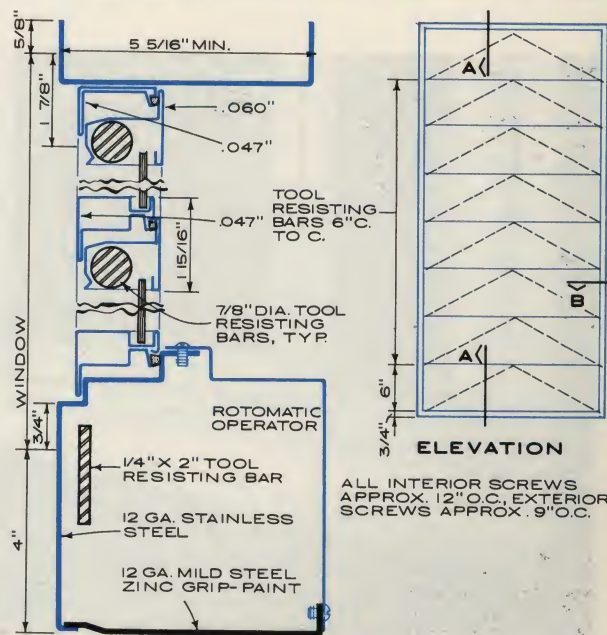 5/8"
5 5/16" MIN.
1 7/8"
.060"
.047"
.047"
1 15/16"
7/8" DIA. TOOL
RESISTING
BARS, TYP.
WINDOW
3/4"
ROTOMATIC
OPERATOR
1/4" X 2" TOOL
RESISTING BAR
12 GA. STAINLESS
STEEL
4"
12 GA. MILD STEEL
ZINC GRIP-PAINT
A
TOOL
RESISTING
BARS 6" C.
TO C.
B
A
6"
3/4"
ELEVATION
ALL INTERIOR SCREWS
APPROX. 12" O.C., EXTERIOR
SCREWS APPROX. 9" O.C.